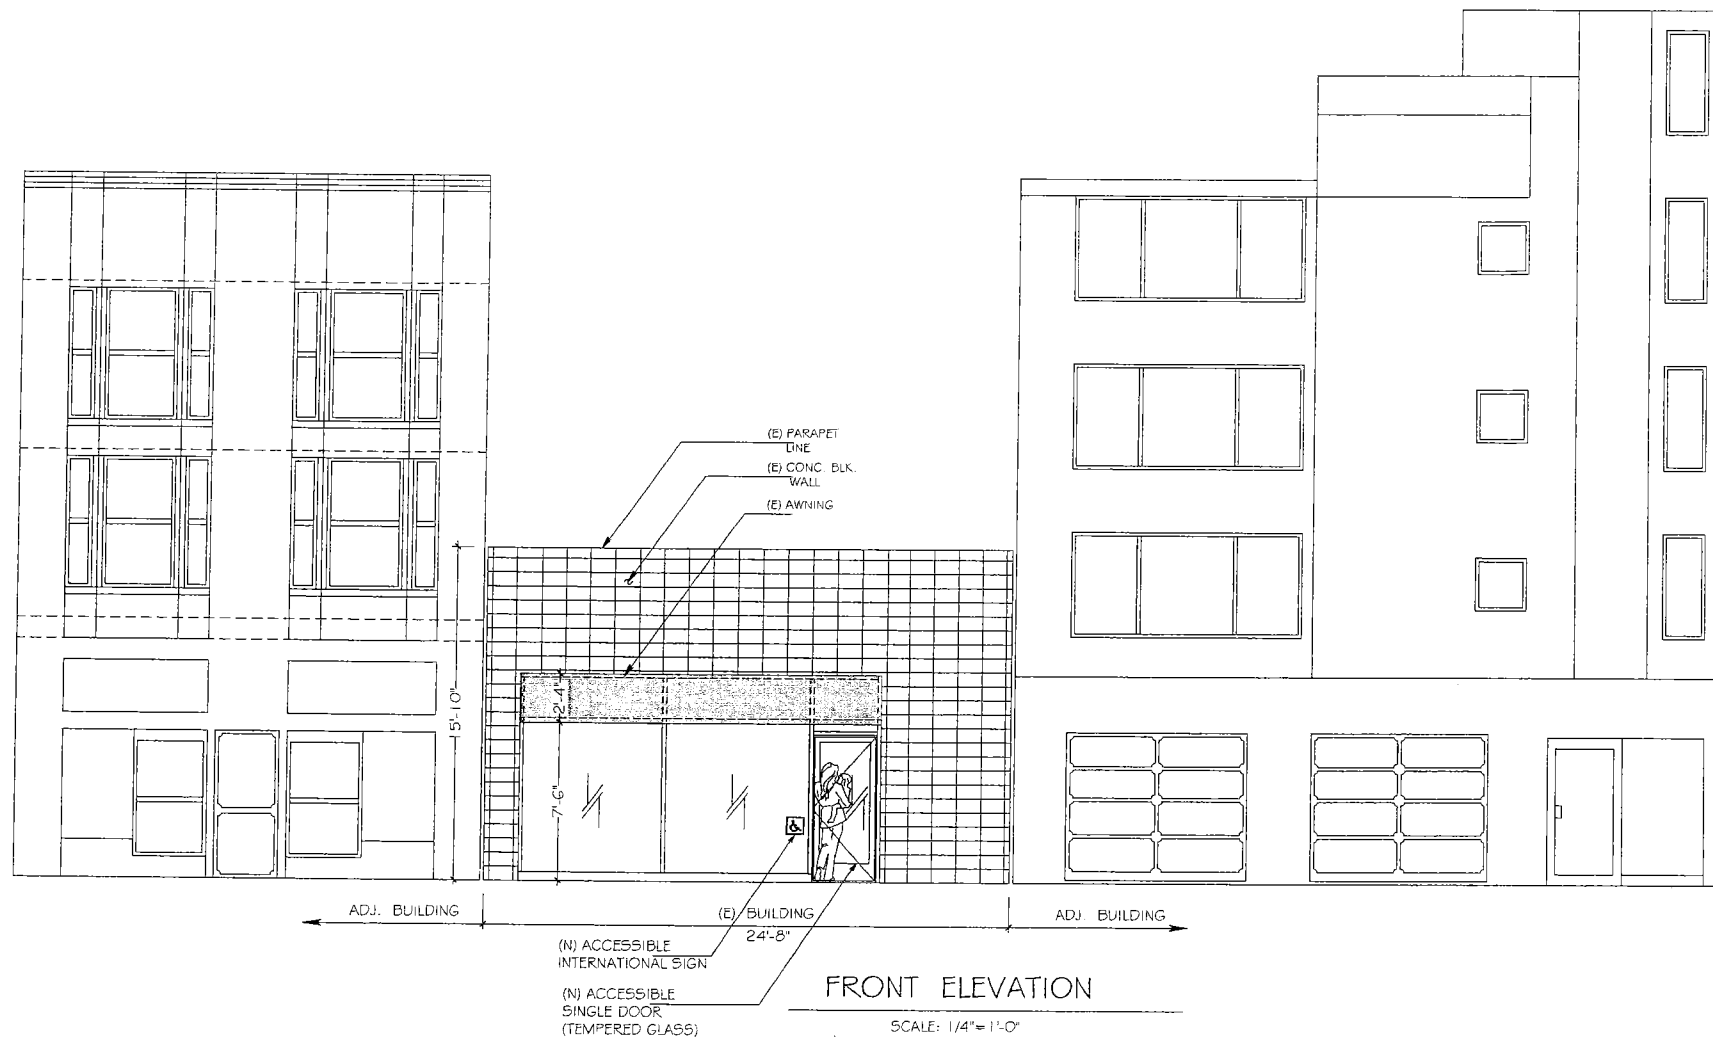 (E) PARAPET
LINE
(E) CONC. BLK.
WALL
(E) AWNING
5'-10"
2'-4"
7'-6"
ADJ. BUILDING
(E) BUILDING
24'-8"
ADJ. BUILDING
(N) ACCESSIBLE
INTERNATIONAL SIGN
(N) ACCESSIBLE
SINGLE DOOR
(TEMPERED GLASS)
FRONT ELEVATION
SCALE: 1/4"= 1'-0"